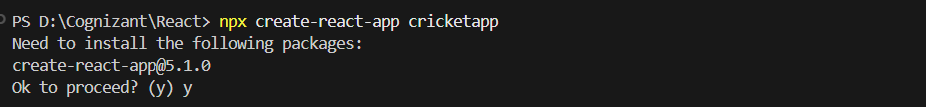 PS D:\Cognizant\React> npx create-react-app cricketapp
Need to install the following packages:
create-react-app@5.1.0
Ok to proceed? (y) y